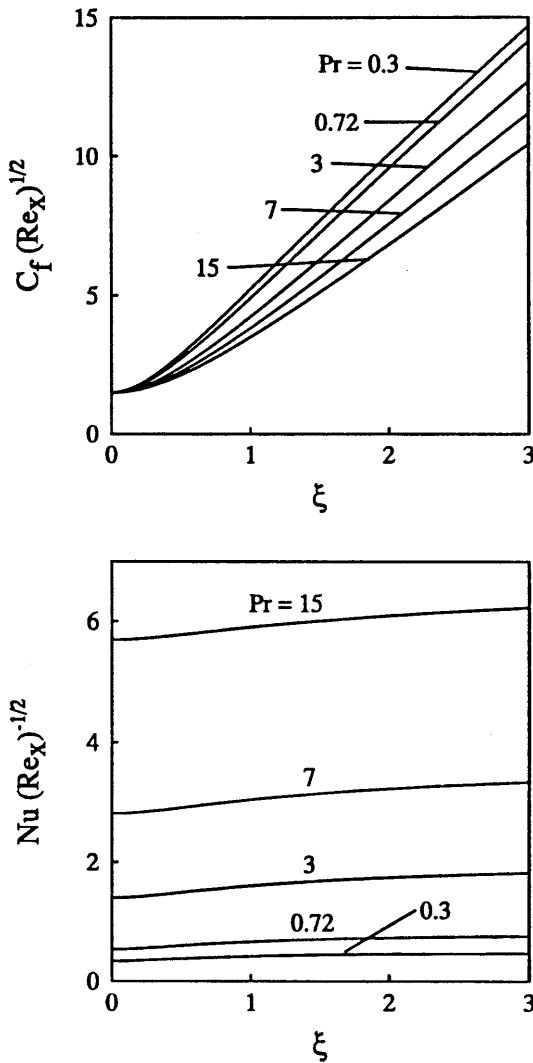 15
10
5
0
C_f (Re_X)^{1/2}
Pr = 0.3
0.72
3
7
15
0 1 2 3
ξ
6
4
2
0
Nu (Re_X)^{-1/2}
Pr = 15
7
3
0.72
0.3
0 1 2 3
ξ